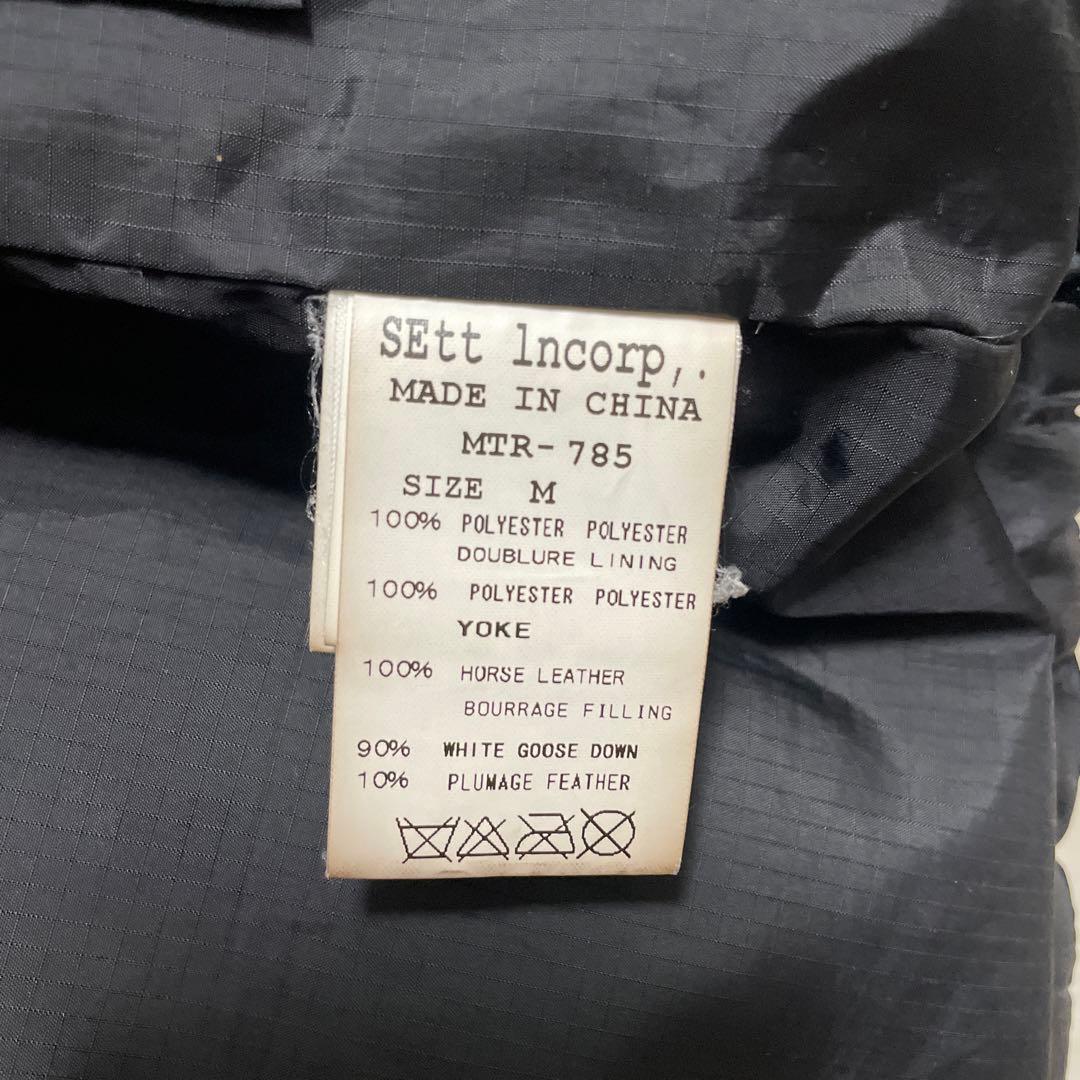 SEtt lncorp,.
MADE IN CHINA
MTR-785
SIZE M
100% POLYESTER POLYESTER
DOUBLURE LINING
100% POLYESTER POLYESTER
YOKE
100% HORSE LEATHER
BOURRAGE FILLING
90% WHITE GOOSE DOWN
10% PLUMAGE FEATHER